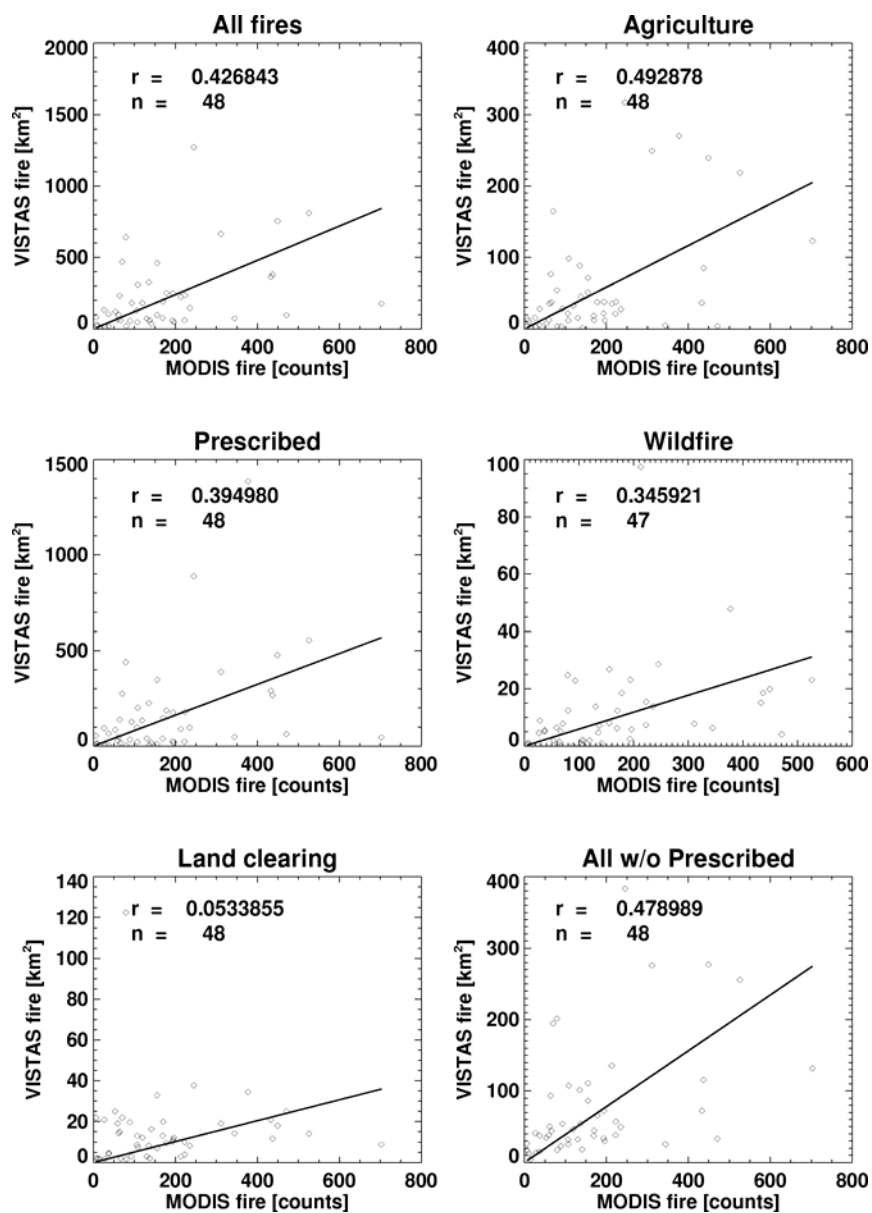 All fires
2000
1500
1000
500
0
VISTAS fire [km²]
r = 0.426843
n = 48
0 200 400 600 800
MODIS fire [counts]
Agriculture
400
300
200
100
0
VISTAS fire [km²]
r = 0.492878
n = 48
0 200 400 600 800
MODIS fire [counts]
Prescribed
1500
1000
500
0
VISTAS fire [km²]
r = 0.394980
n = 48
0 200 400 600 800
MODIS fire [counts]
Wildfire
100
80
60
40
20
0
VISTAS fire [km²]
r = 0.345921
n = 47
0 100 200 300 400 500 600
MODIS fire [counts]
Land clearing
140
120
100
80
60
40
20
0
VISTAS fire [km²]
r = 0.0533855
n = 48
0 200 400 600 800
MODIS fire [counts]
All w/o Prescribed
400
300
200
100
0
VISTAS fire [km²]
r = 0.478989
n = 48
0 200 400 600 800
MODIS fire [counts]